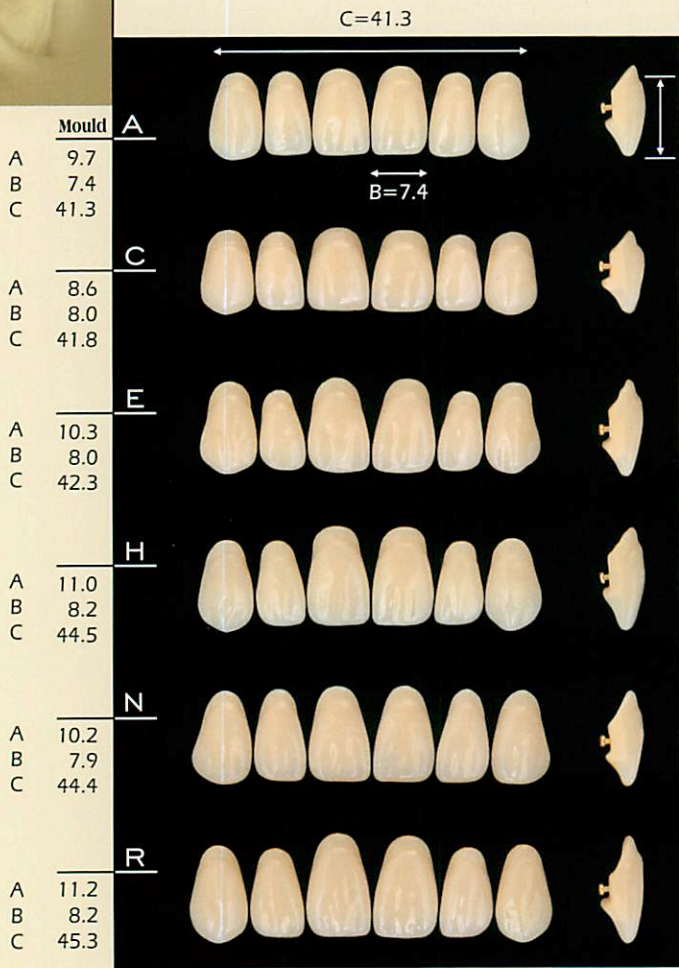 C=41.3
Mould A
A 9.7
B 7.4
C 41.3
B=7.4
C
A 8.6
B 8.0
C 41.8
E
A 10.3
B 8.0
C 42.3
H
A 11.0
B 8.2
C 44.5
N
A 10.2
B 7.9
C 44.4
R
A 11.2
B 8.2
C 45.3